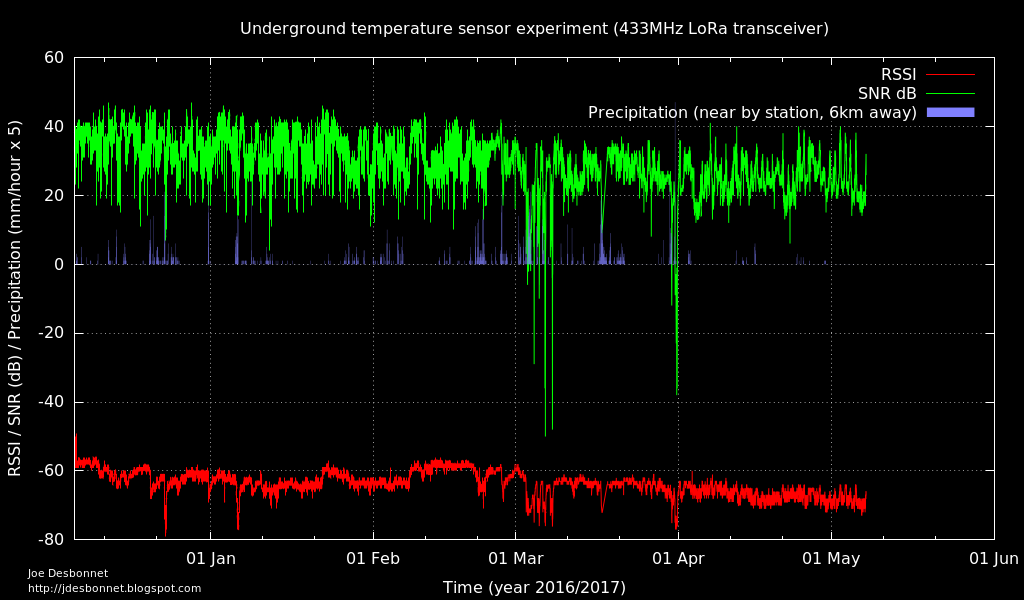 Underground temperature sensor experiment (433MHz LoRa transceiver)
RSSI
SNR dB
Precipitation (near by station, 6km away)
60
40
20
0
-20
-40
-60
-80
RSSI / SNR (dB) / Precipitation (mm/hour x 5)
01 Jan
01 Feb
01 Mar
01 Apr
01 May
01 Jun
Time (year 2016/2017)
Joe Desbonnet
http://jdesbonnet.blogspot.com